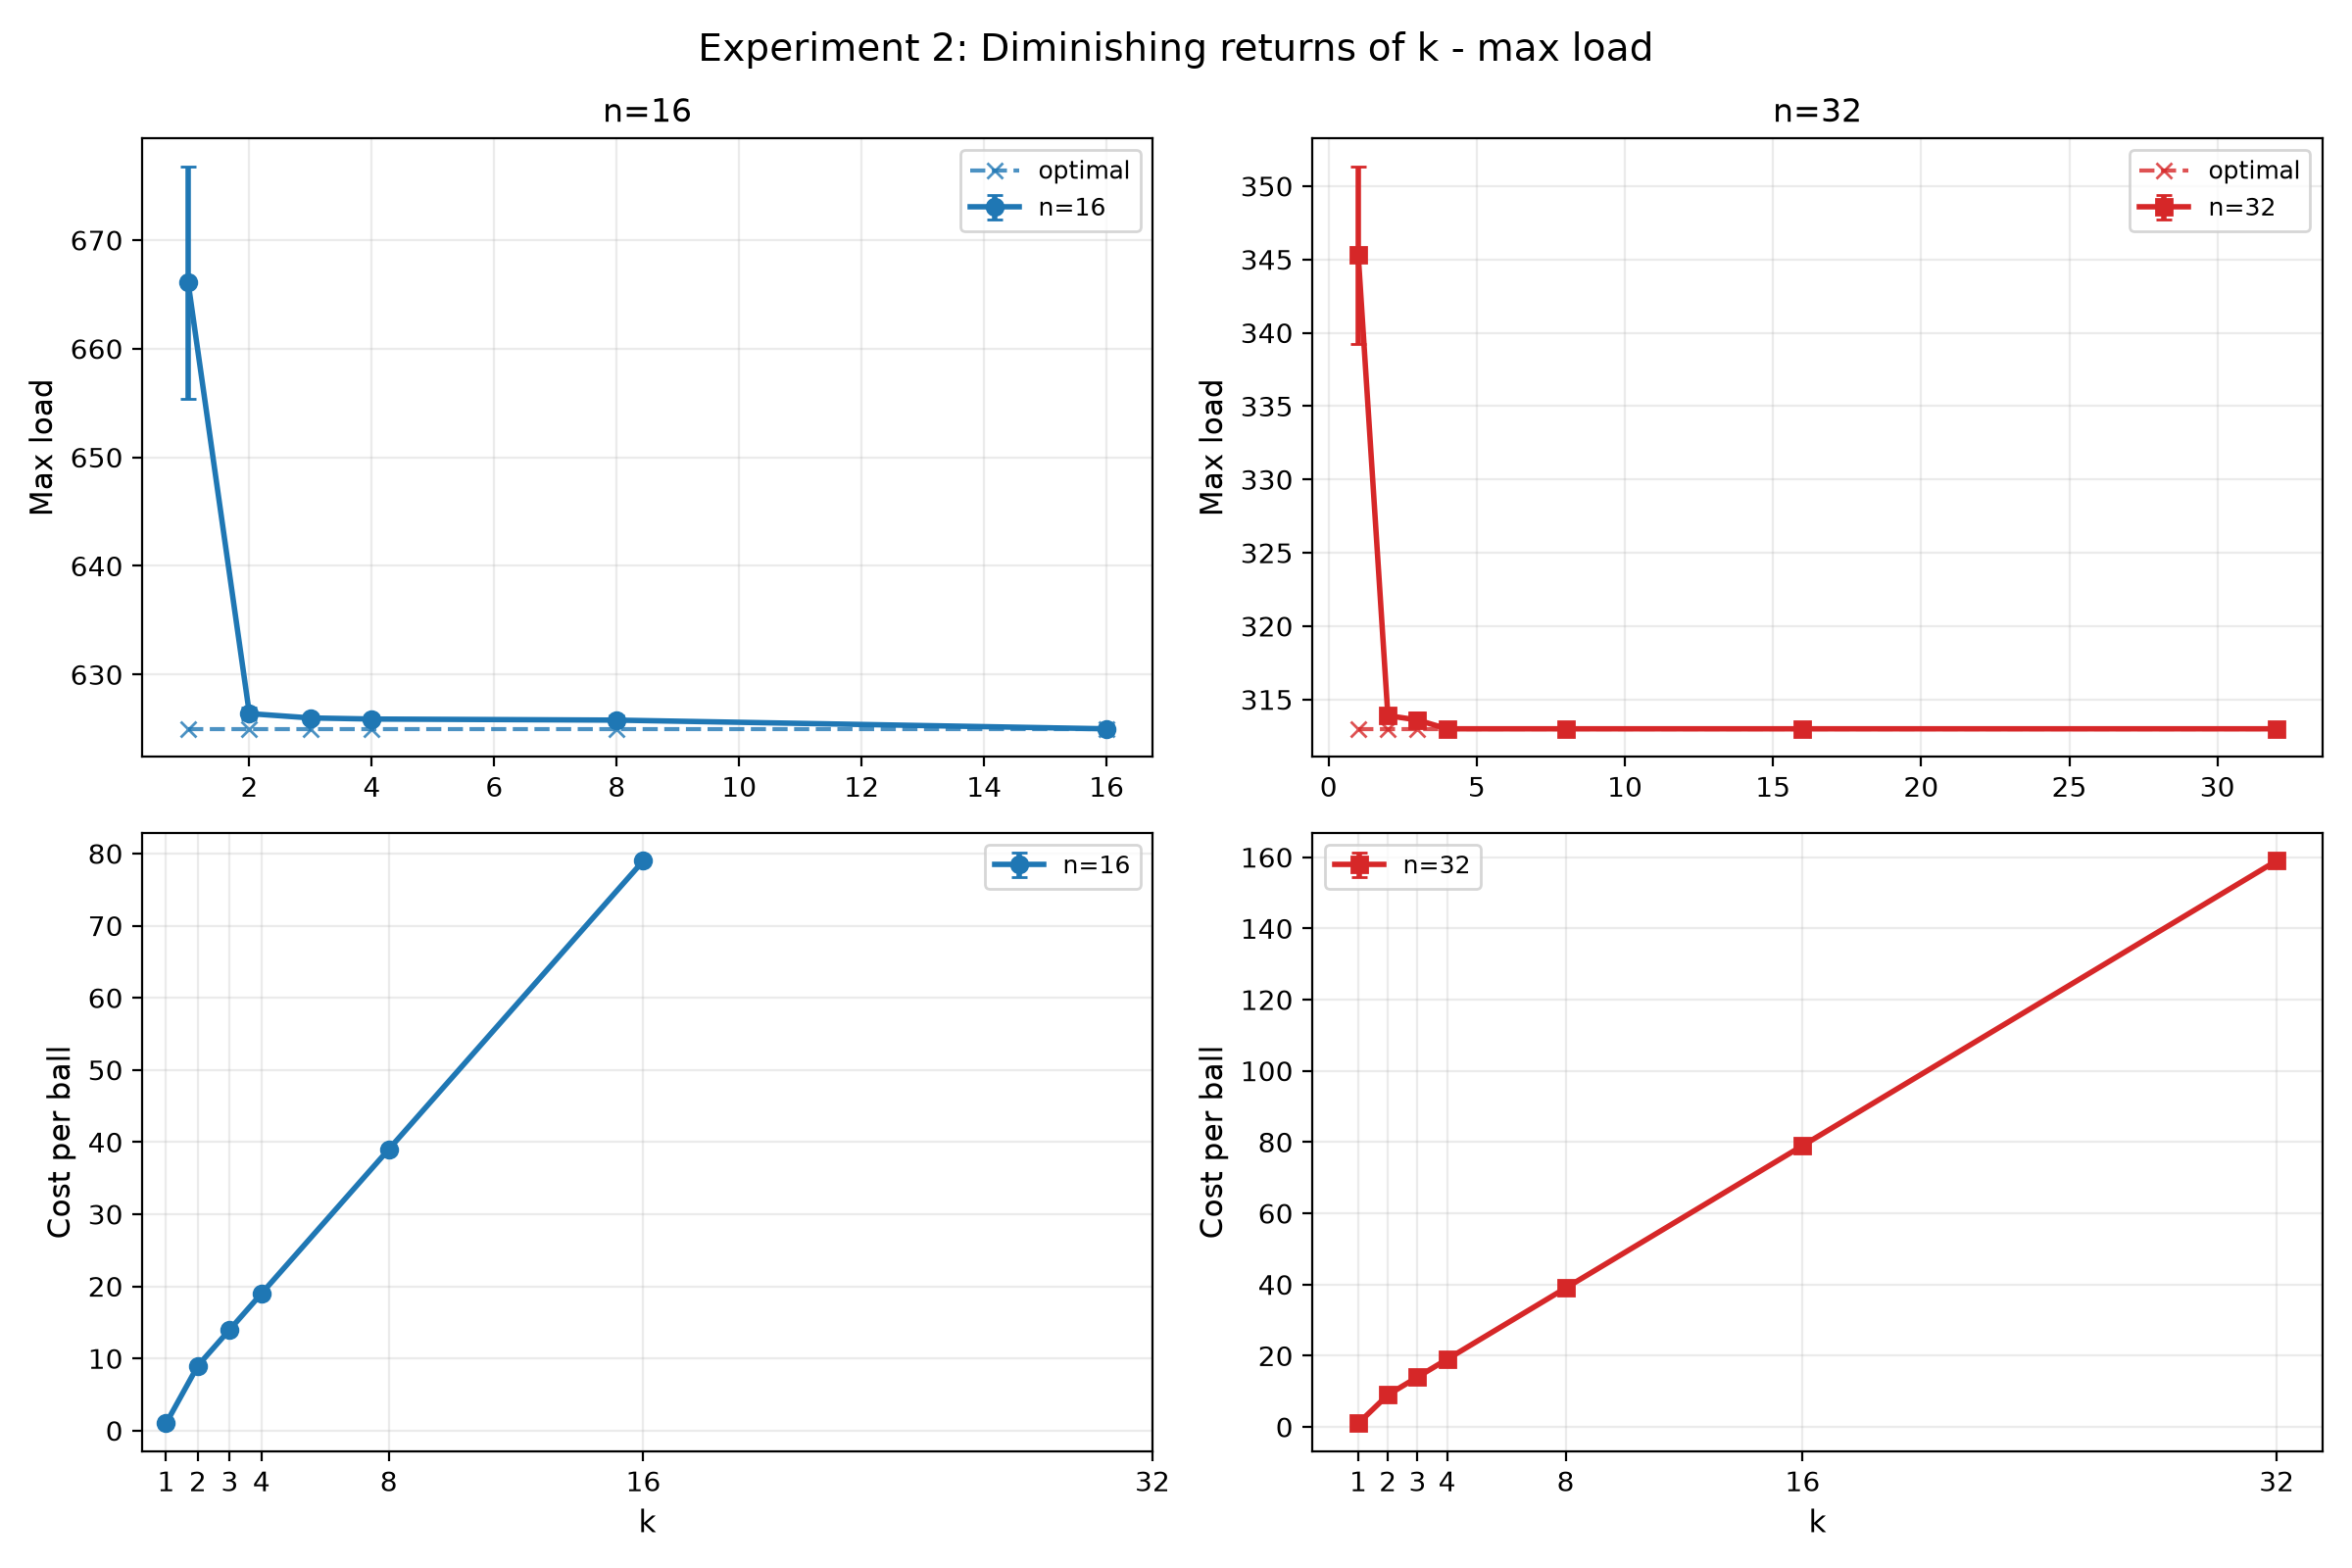 Experiment 2: Diminishing returns of k - max load
n=16
Max load
670
660
650
640
630
2 4 6 8 10 12 14 16
optimal
n=16
n=32
Max load
350
345
340
335
330
325
320
315
0 5 10 15 20 25 30
optimal
n=32
Cost per ball
80
70
60
50
40
30
20
10
0
1 2 3 4 8 16 32
k
n=16
Cost per ball
160
140
120
100
80
60
40
20
0
1 2 3 4 8 16 32
k
n=32